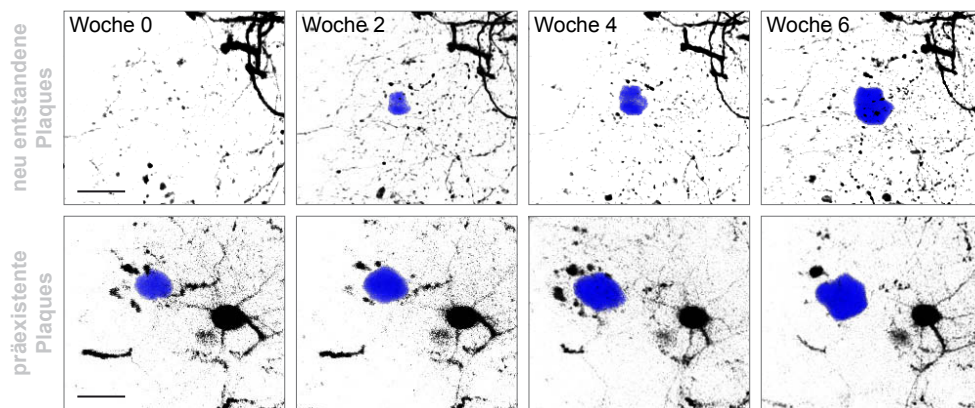 Woche 0
Woche 2
Woche 4
Woche 6
neu entstandene
Plaques
präexistente
Plaques